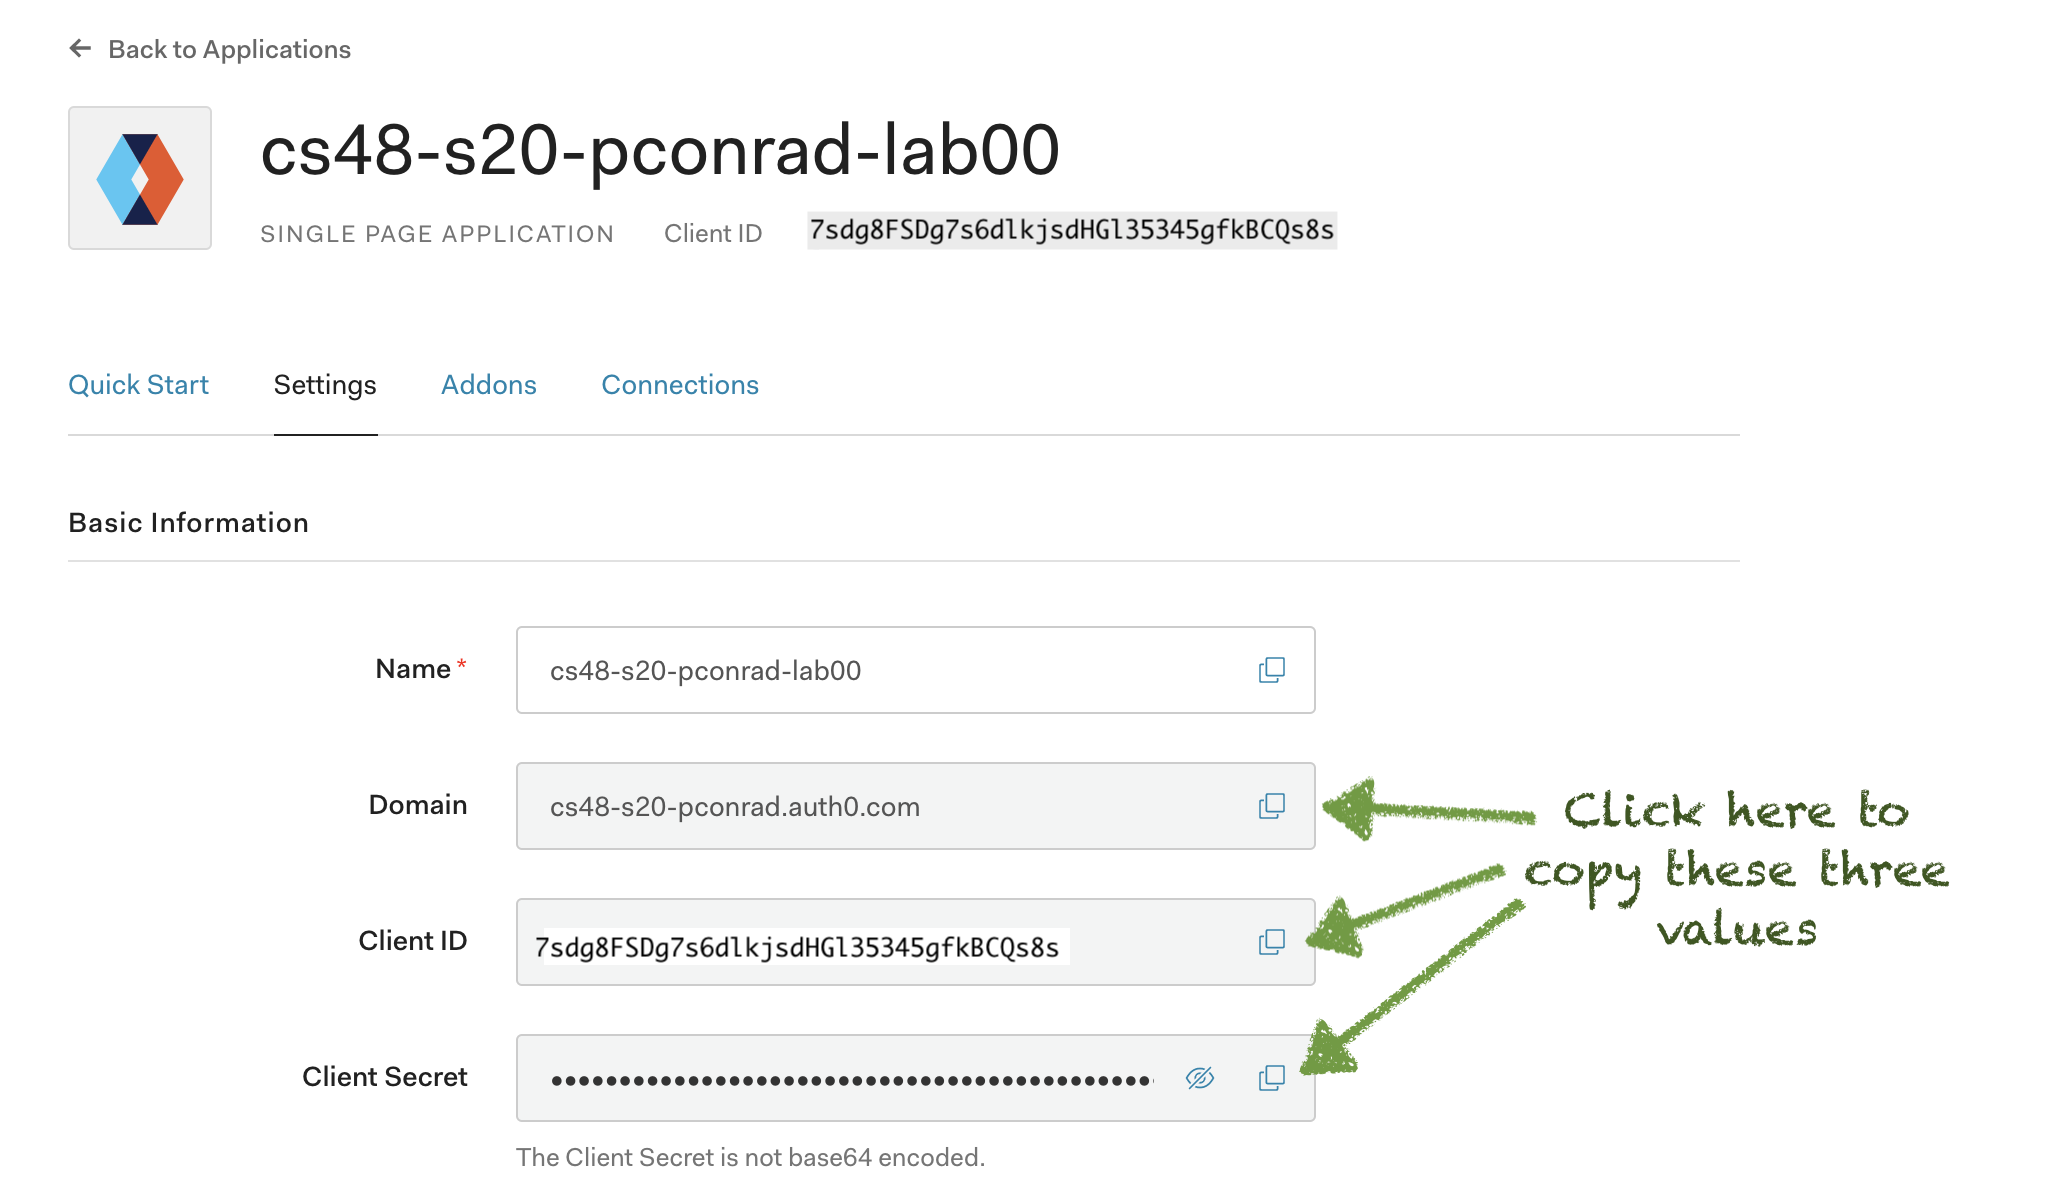 Back to Applications
cs48-s20-pconrad-lab00
SINGLE PAGE APPLICATION Client ID 7sdg8FSDg7s6dlkjsdHGl35345gfkBCQs8s
Quick Start Settings Addons Connections
Basic Information
Name * cs48-s20-pconrad-lab00
Domain cs48-s20-pconrad.auth0.com
Client ID 7sdg8FSDg7s6dlkjsdHGl35345gfkBCQs8s
Client Secret
The Client Secret is not base64 encoded.
Click here to
copy these three
values